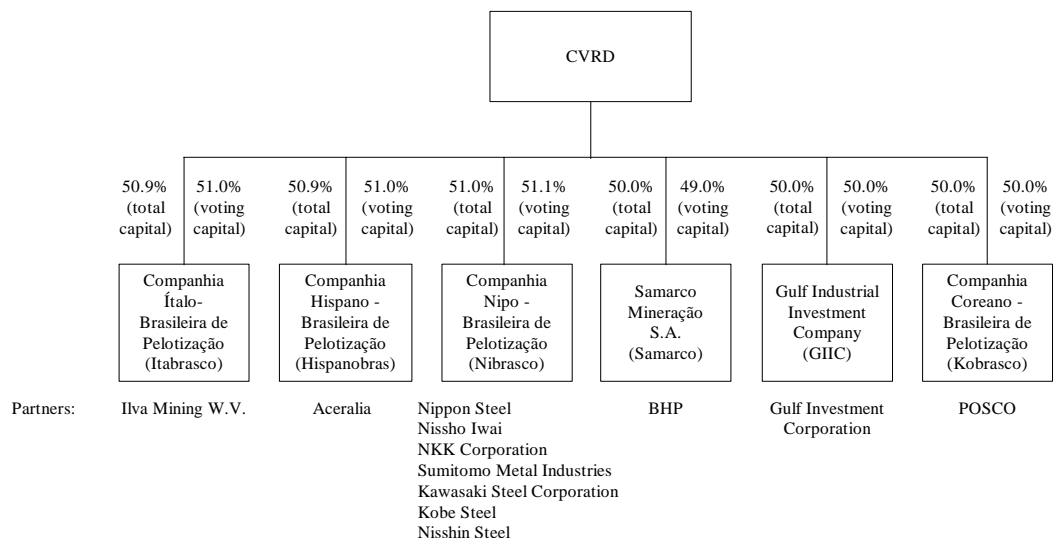 CVRD
50.9%
(total
capital)
51.0%
(voting
capital)
50.9%
(total
capital)
51.0%
(voting
capital)
51.0%
(total
capital)
51.1%
(voting
capital)
50.0%
(total
capital)
49.0%
(voting
capital)
50.0%
(total
capital)
50.0%
(voting
capital)
50.0%
(total
capital)
50.0%
(voting
capital)
Companhia
Ítalo-
Brasileira de
Pelotização
(Itabrasco)
Companhia
Hispano -
Brasileira de
Pelotização
(Hispanobras)
Companhia
Nipo -
Brasileira de
Pelotização
(Nibrasco)
Samarco
Mineração
S.A.
(Samarco)
Gulf Industrial
Investment
Company
(GIIC)
Companhia
Coreano -
Brasileira de
Pelotização
(Kobrasco)
Partners:
Ilva Mining W.V.
Aceralia
Nippon Steel
Nissho Iwai
NKK Corporation
Sumitomo Metal Industries
Kawasaki Steel Corporation
Kobe Steel
Nisshin Steel
BHP
Gulf Investment
Corporation
POSCO